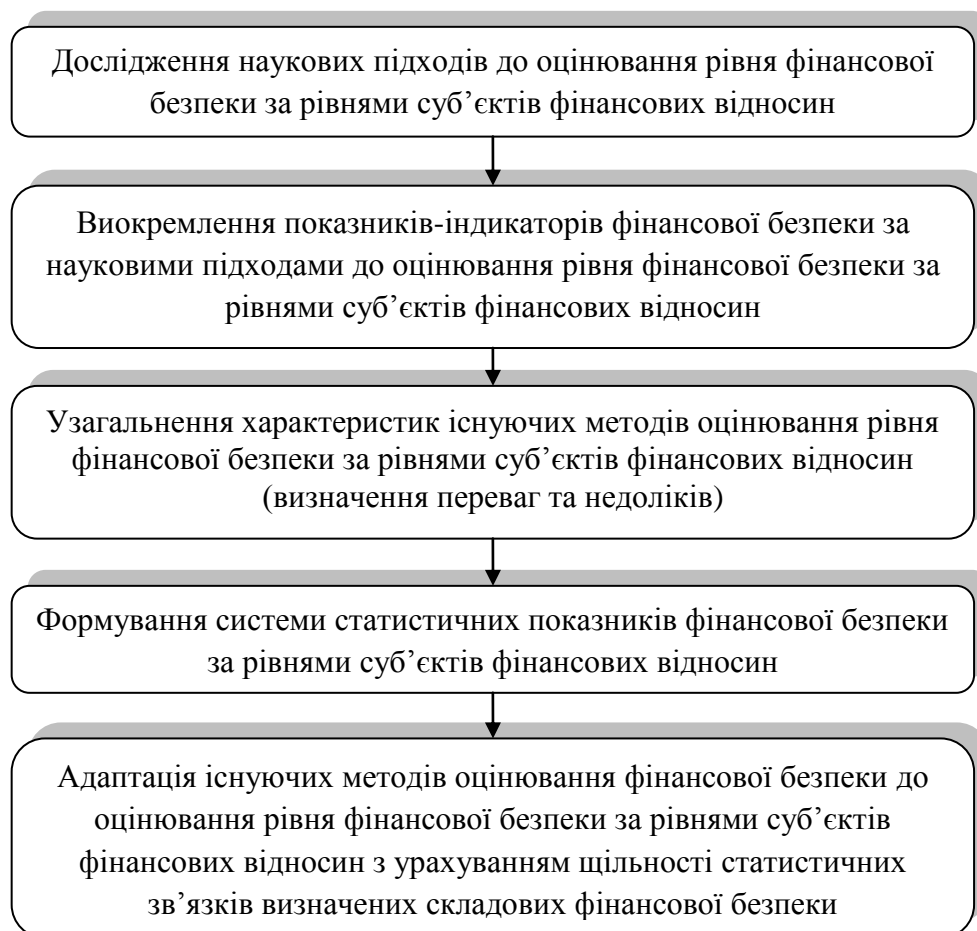 Дослідження наукових підходів до оцінювання рівня фінансової
безпеки за рівнями суб’єктів фінансових відносин
Виокремлення показників-індикаторів фінансової безпеки за
науковими підходами до оцінювання рівня фінансової безпеки за
рівнями суб’єктів фінансових відносин
Узагальнення характеристик існуючих методів оцінювання рівня
фінансової безпеки за рівнями суб’єктів фінансових відносин
(визначення переваг та недоліків)
Формування системи статистичних показників фінансової безпеки
за рівнями суб’єктів фінансових відносин
Адаптація існуючих методів оцінювання фінансової безпеки до
оцінювання рівня фінансової безпеки за рівнями суб’єктів
фінансових відносин з урахуванням щільності статистичних
зв’язків визначених складових фінансової безпеки